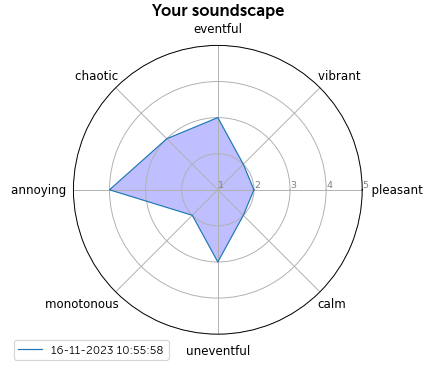 Your soundscape
eventful
chaotic
vibrant
annoying
1
2
3
4
5
pleasant
monotonous
calm
uneventful
16-11-2023 10:55:58